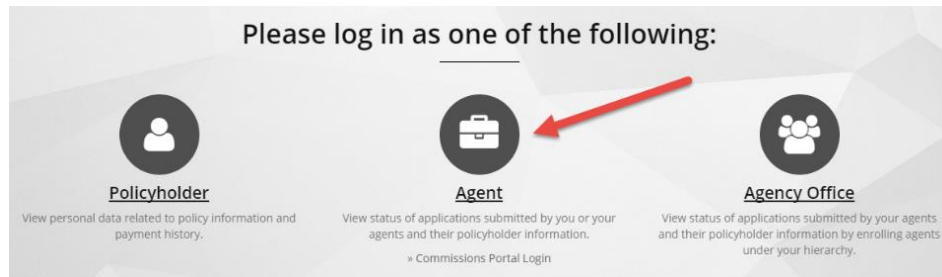 Please log in as one of the following:
Policyholder
View personal data related to policy information and
payment history.
Agent
View status of applications submitted by you or your
agents and their policyholder information.
» Commissions Portal Login
Agency Office
View status of applications submitted by your agents
and their policyholder information by enrolling agents
under your hierarchy.